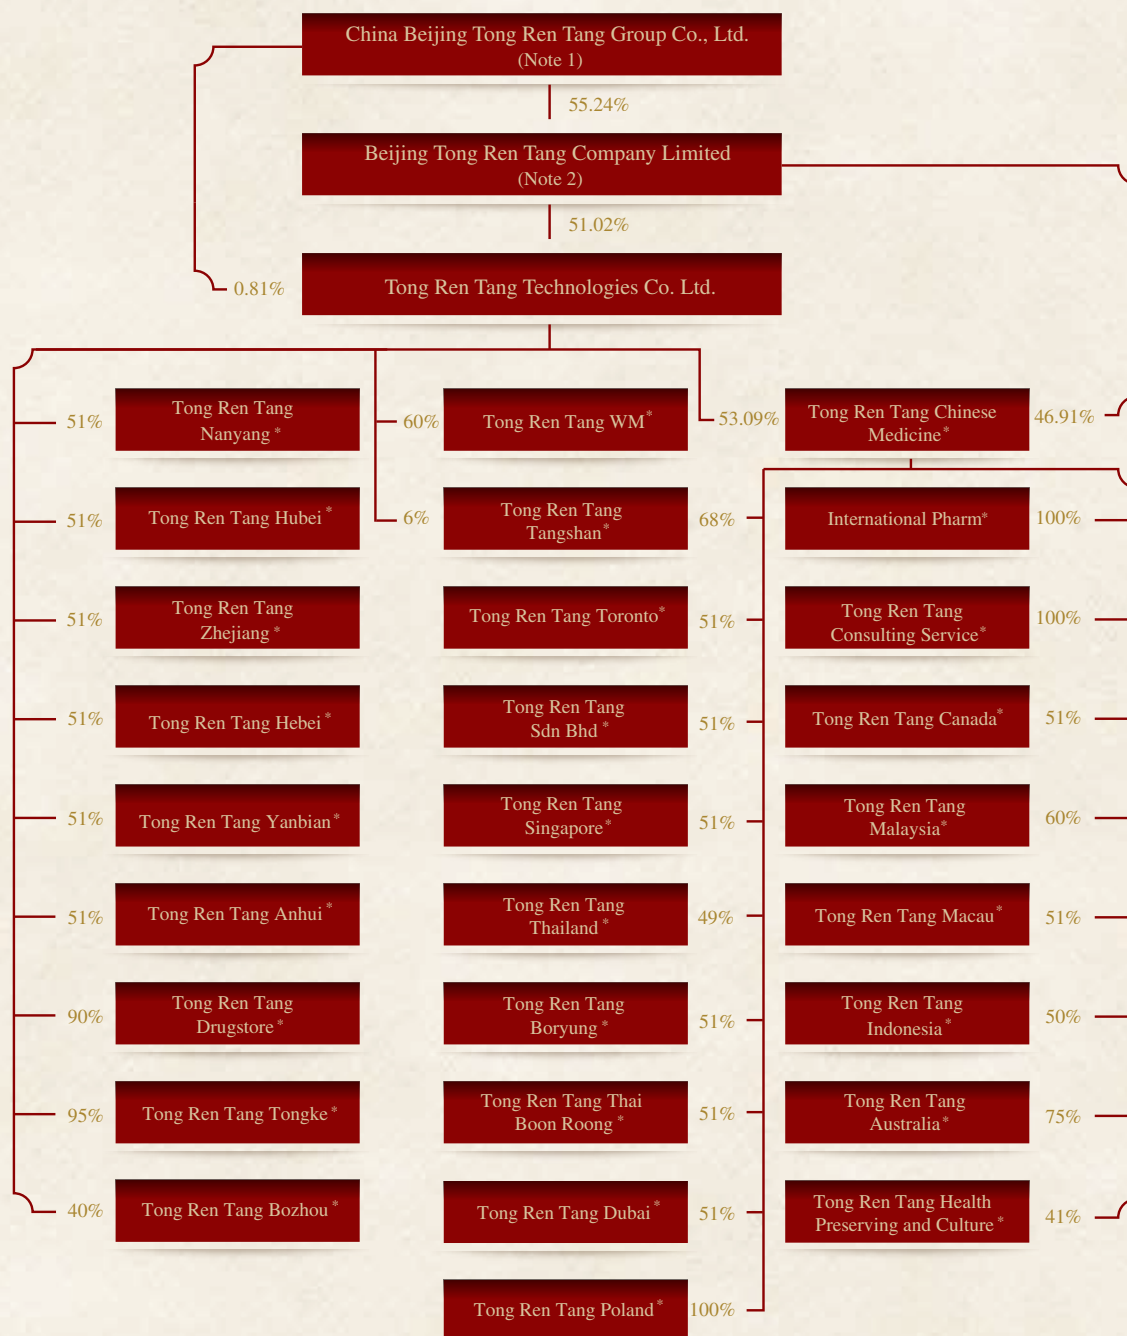 China Beijing Tong Ren Tang Group Co., Ltd.
(Note 1)
55.24%
Beijing Tong Ren Tang Company Limited
(Note 2)
51.02%
0.81%
Tong Ren Tang Technologies Co. Ltd.
51%
Tong Ren Tang
Nanyang *
60%
Tong Ren Tang WM*
53.09%
Tong Ren Tang Chinese
Medicine*
46.91%
51%
Tong Ren Tang Hubei *
6%
Tong Ren Tang
Tangshan*
68%
International Pharm*
100%
51%
Tong Ren Tang
Zhejiang *
Tong Ren Tang Toronto*
51%
Tong Ren Tang
Consulting Service*
100%
51%
Tong Ren Tang Hebei *
Tong Ren Tang
Sdn Bhd *
51%
Tong Ren Tang Canada*
51%
51%
Tong Ren Tang Yanbian *
Tong Ren Tang
Singapore*
51%
Tong Ren Tang
Malaysia*
60%
51%
Tong Ren Tang Anhui *
Tong Ren Tang
Thailand *
49%
Tong Ren Tang Macau*
51%
90%
Tong Ren Tang
Drugstore *
Tong Ren Tang
Boryung *
51%
Tong Ren Tang
Indonesia *
50%
95%
Tong Ren Tang Tongke *
Tong Ren Tang Thai
Boon Roong *
51%
Tong Ren Tang
Australia *
75%
40%
Tong Ren Tang Bozhou *
Tong Ren Tang Dubai *
51%
Tong Ren Tang Health
Preserving and Culture *
41%
Tong Ren Tang Poland *
100%